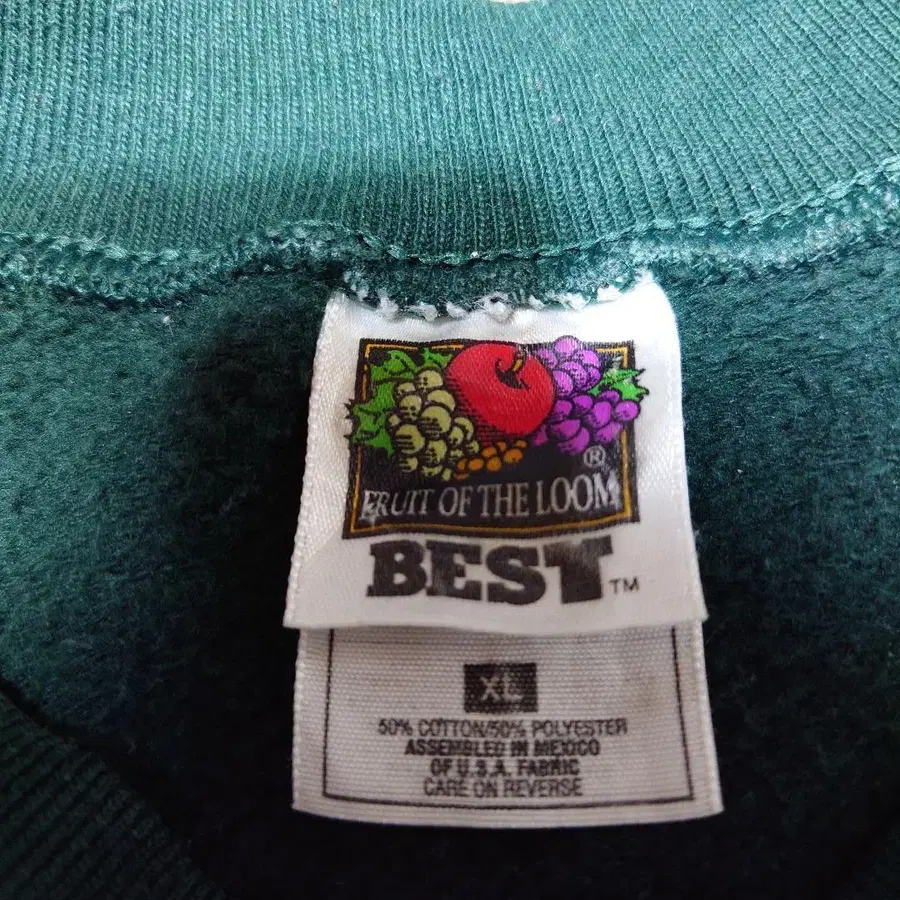 ®
FRUIT OF THE LOOM
BEST™
XL
50% COTTON/50% POLYESTER
ASSEMBLED IN MEXICO
OF U.S.A. FABRIC
CARE ON REVERSE